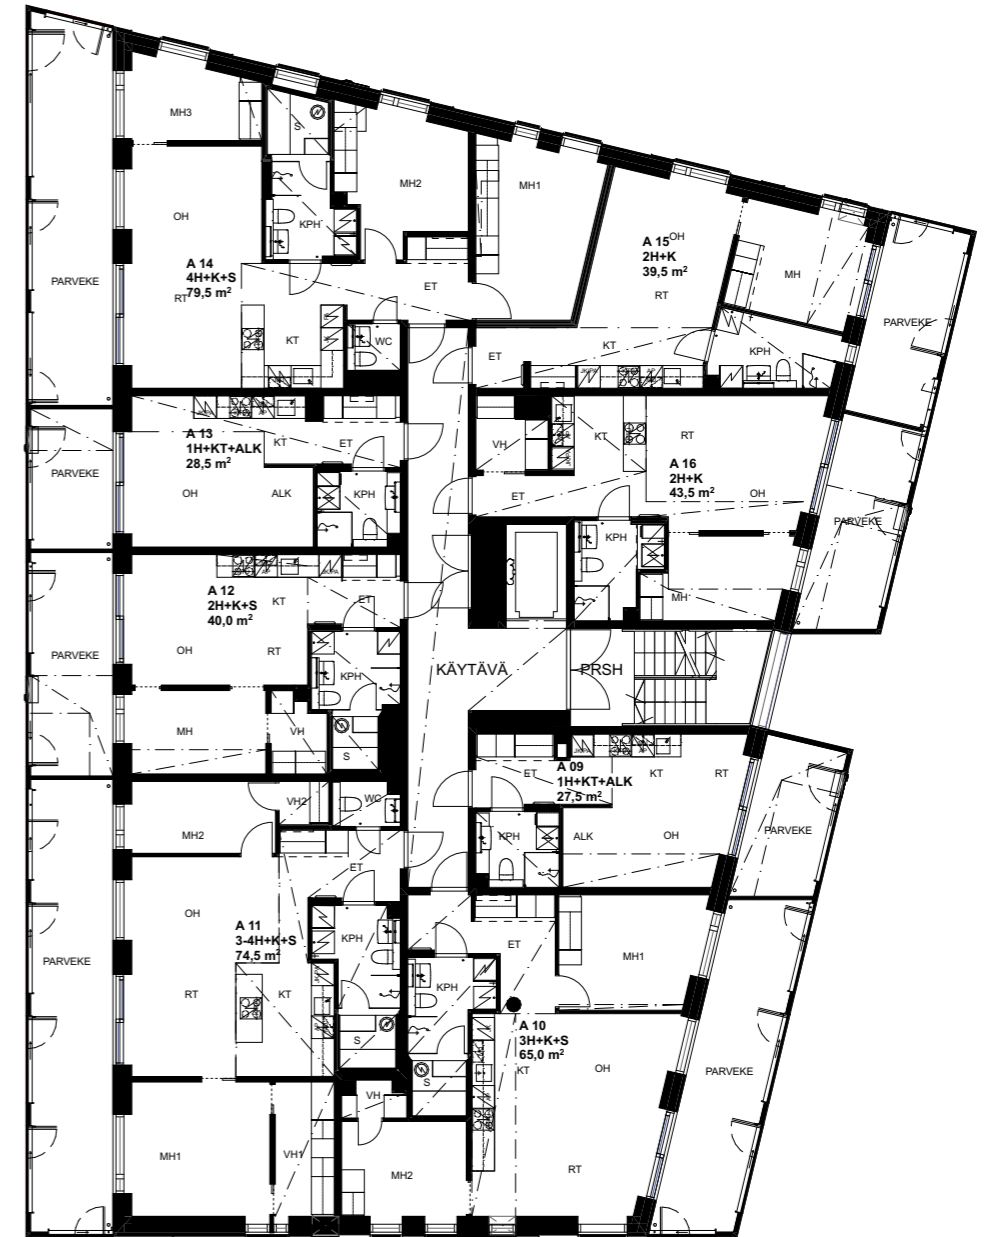 MH3
S
MH2
MH1
OH
KPH
A 14
4H+K+S
79,5 m²
RT
PARVEKE
ET
KT
WC
A 15
2H+K
39,5 m²
OH
RT
MH
PARVEKE
ET
KT
KPH
A 13
1H+KT+ALK
28,5 m²
KT
ET
PARVEKE
OH
ALK
KPH
VH
KT
RT
A 16
2H+K
43,5 m²
ET
OH
PARVEKE
KPH
MH
A 12
2H+K+S
40,0 m²
KT
ET
OH
RT
PARVEKE
KPH
MH
VH
S
KÄYTÄVÄ
PRSH
ET
A 09
1H+KT+ALK
27,5 m²
KT
RT
KPH
ALK
OH
PARVEKE
VH2
WC
MH2
ET
OH
A 11
3-4H+K+S
74,5 m²
KPH
PARVEKE
RT
KT
S
MH1
VH1
ET
MH1
KPH
A 10
3H+K+S
65,0 m²
KT
OH
PARVEKE
S
VH
MH2
RT